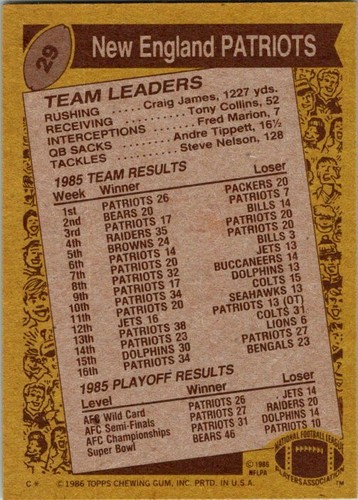 29
New England PATRIOTS
TEAM LEADERS
RUSHING ........ Craig James, 1227 yds.
RECEIVING ........ Tony Collins, 52
INTERCEPTIONS ..... Fred Marion, 7
QB SACKS ..... Andre Tippett, 16½
TACKLES ........ Steve Nelson, 128
1985 TEAM RESULTS
Week Winner Loser
1st PATRIOTS 26 PACKERS 20
2nd BEARS 20 PATRIOTS 7
3rd PATRIOTS 17 BILLS 14
4th RAIDERS 35 PATRIOTS 20
5th BROWNS 24 PATRIOTS 20
6th PATRIOTS 14 BILLS 3
7th PATRIOTS 20 JETS 13
8th PATRIOTS 32 BUCCANEERS 14
9th PATRIOTS 17 DOLPHINS 13
10th PATRIOTS 34 COLTS 15
11th PATRIOTS 20 SEAHAWKS 13
12th JETS 16 PATRIOTS 13 (OT)
13th PATRIOTS 38 COLTS 31
14th PATRIOTS 23 LIONS 6
15th DOLPHINS 30 PATRIOTS 27
16th PATRIOTS 34 BENGALS 23
1985 PLAYOFF RESULTS
Level Winner Loser
AFC Wild Card PATRIOTS 26 JETS 14
AFC Semi-Finals PATRIOTS 27 RAIDERS 20
AFC Championships PATRIOTS 31 DOLPHINS 14
Super Bowl BEARS 46 PATRIOTS 10
© 1986
NFLPA
NATIONAL FOOTBALL LEAGUE
PLAYERS ASSOCIATION
TM
C *
© 1986 TOPPS CHEWING GUM, INC. PRTD. IN U.S.A.